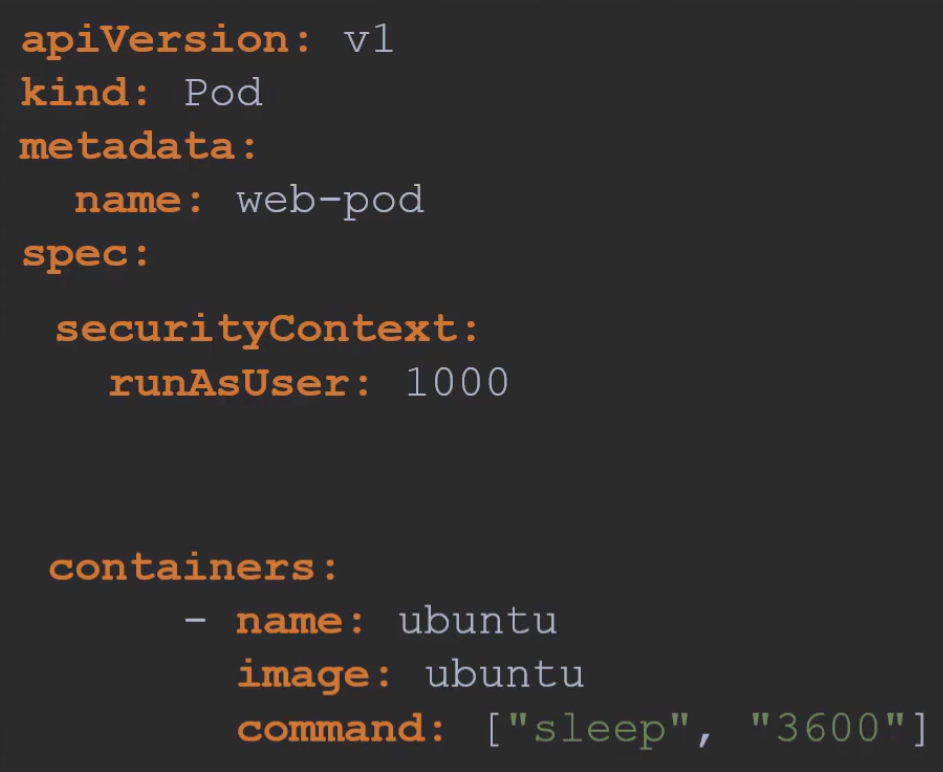 apiVersion: v1
kind: Pod
metadata:
  name: web-pod
spec:
  securityContext:
    runAsUser: 1000
  containers:
      - name: ubuntu
        image: ubuntu
        command: ["sleep", "3600"]